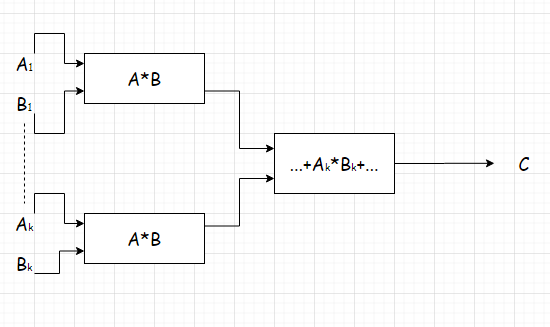 A₁
A*B
B₁
...+Aₖ*Bₖ+...
C
Aₖ
A*B
Bₖ